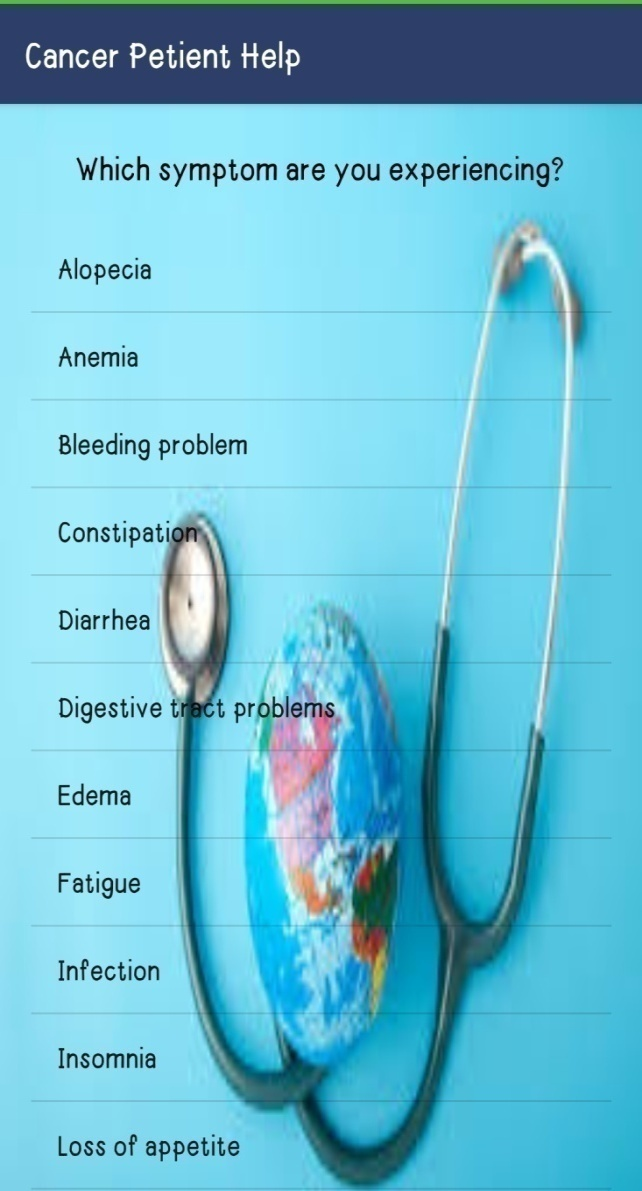 Cancer Petient Help
Which symptom are you experiencing?
Alopecia
Anemia
Bleeding problem
Constipation
Diarrhea
Digestive tract problems
Edema
Fatigue
Infection
Insomnia
Loss of appetite